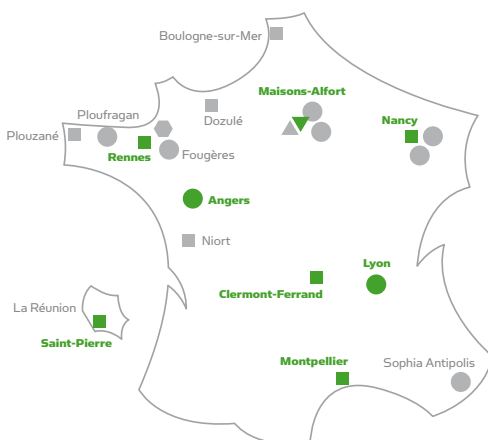 Boulogne-sur-Mer
Maisons-Alfort
Ploufragan
Dozulé
Nancy
Plouzané
Rennes
Fougères
Angers
Niort
Lyon
Clermont-Ferrand
La Réunion
Saint-Pierre
Montpellier
Sophia Antipolis